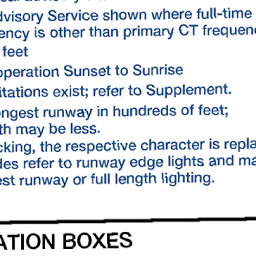 dvisory Service shown where full-time
ency is other than primary CT frequen
feet
operation Sunset to Sunrise
itations exist; refer to Supplement.
ngest runway in hundreds of feet;
th may be less.
cking, the respective character is repla
des refer to runway edge lights and ma
est runway or full length lighting.
ATION BOXES